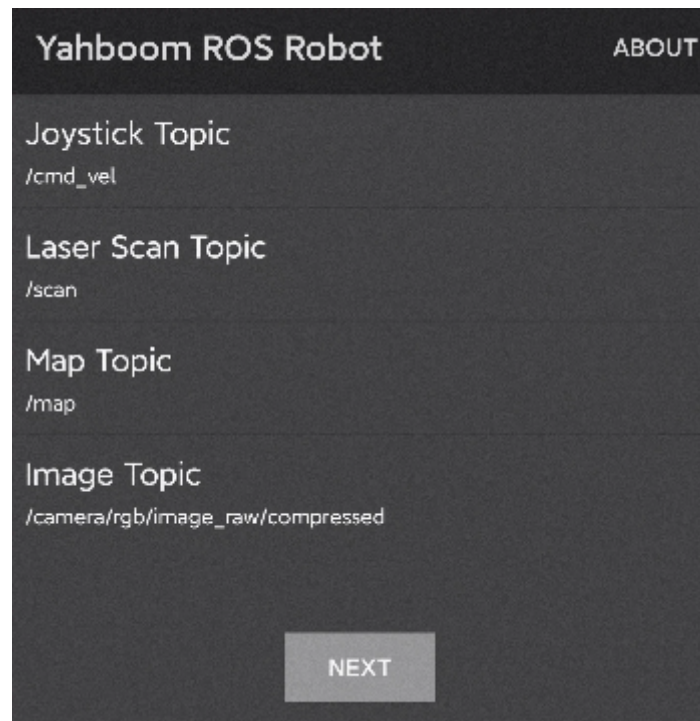 Yahboom ROS Robot ABOUT
Joystick Topic
/cmd_vel
Laser Scan Topic
/scan
Map Topic
/map
Image Topic
/camera/rgb/image_raw/compressed
NEXT